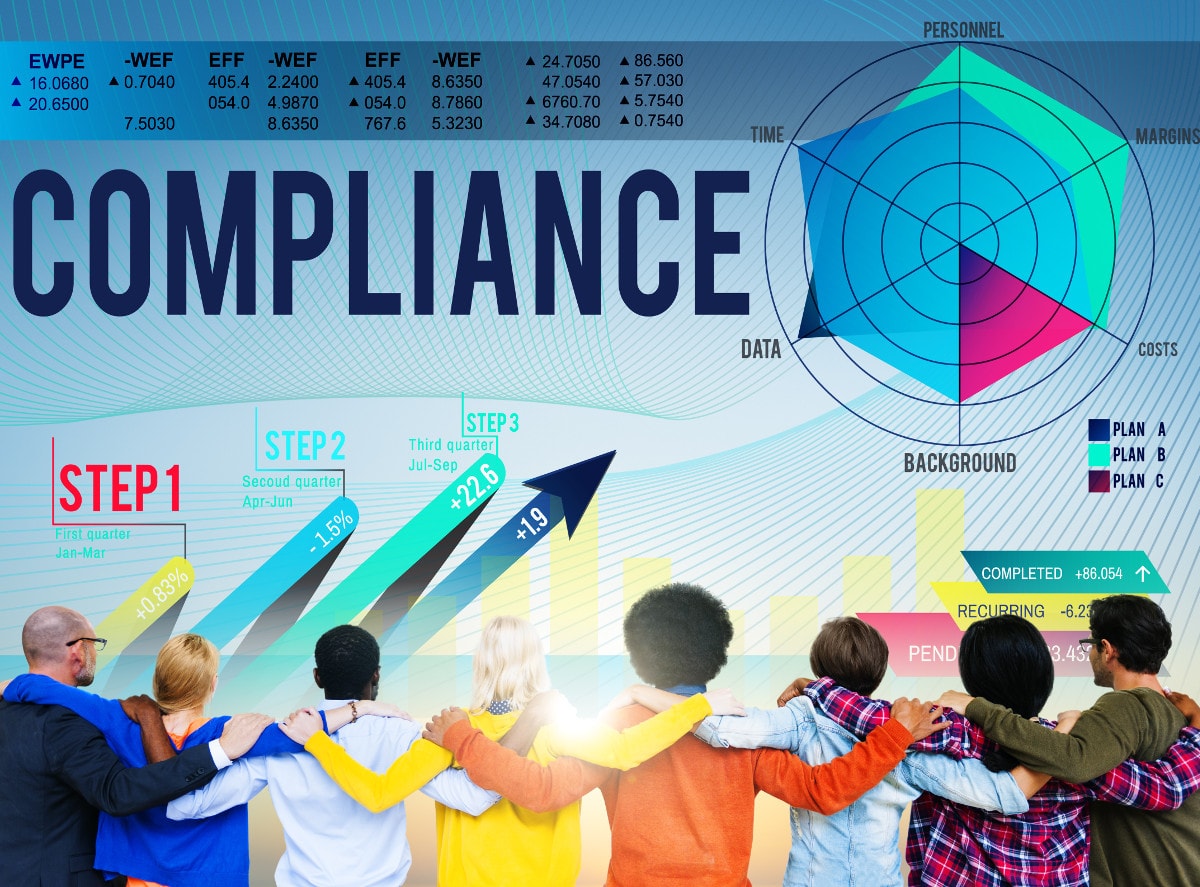 EWPE -WEF EFF -WEF EFF -WEF
▲ 16.0680 ▲ 0.7040 405.4 2.2400 ▲ 405.4 8.6350 ▲ 24.7050 ▲ 86.560
▲ 20.6500 054.0 4.9870 ▲ 054.0 8.7860 47.0540 ▲ 57.030
7.5030 8.6350 767.6 5.3230 ▲ 6760.70 ▲ 5.7540
▲ 34.7080 ▲ 0.7540
COMPLIANCE
PERSONNEL
TIME
MARGINS
DATA
COSTS
BACKGROUND
PLAN A
PLAN B
PLAN C
STEP 1
First quarter
Jan-Mar
+0.83%
STEP 2
Secoud quarter
Apr-Jun
- 1.5%
STEP 3
Third quarter
Jul-Sep
+22.6
+1.9
COMPLETED +86.054
RECURRING -6.23
PEND 3.43